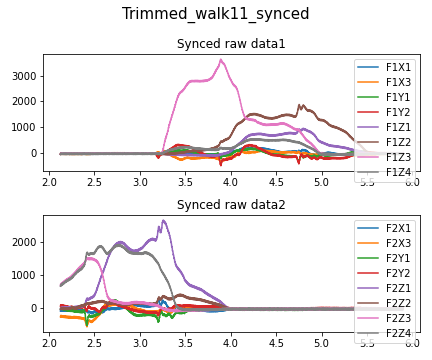 Trimmed_walk11_synced
Synced raw data1
3000
2000
1000
0
F1X1
F1X3
F1Y1
F1Y2
F1Z1
F1Z2
F1Z3
F1Z4
2.0 2.5 3.0 3.5 4.0 4.5 5.0 5.5 6.0
Synced raw data2
2000
1000
0
F2X1
F2X3
F2Y1
F2Y2
F2Z1
F2Z2
F2Z3
F2Z4
2.0 2.5 3.0 3.5 4.0 4.5 5.0 5.5 6.0